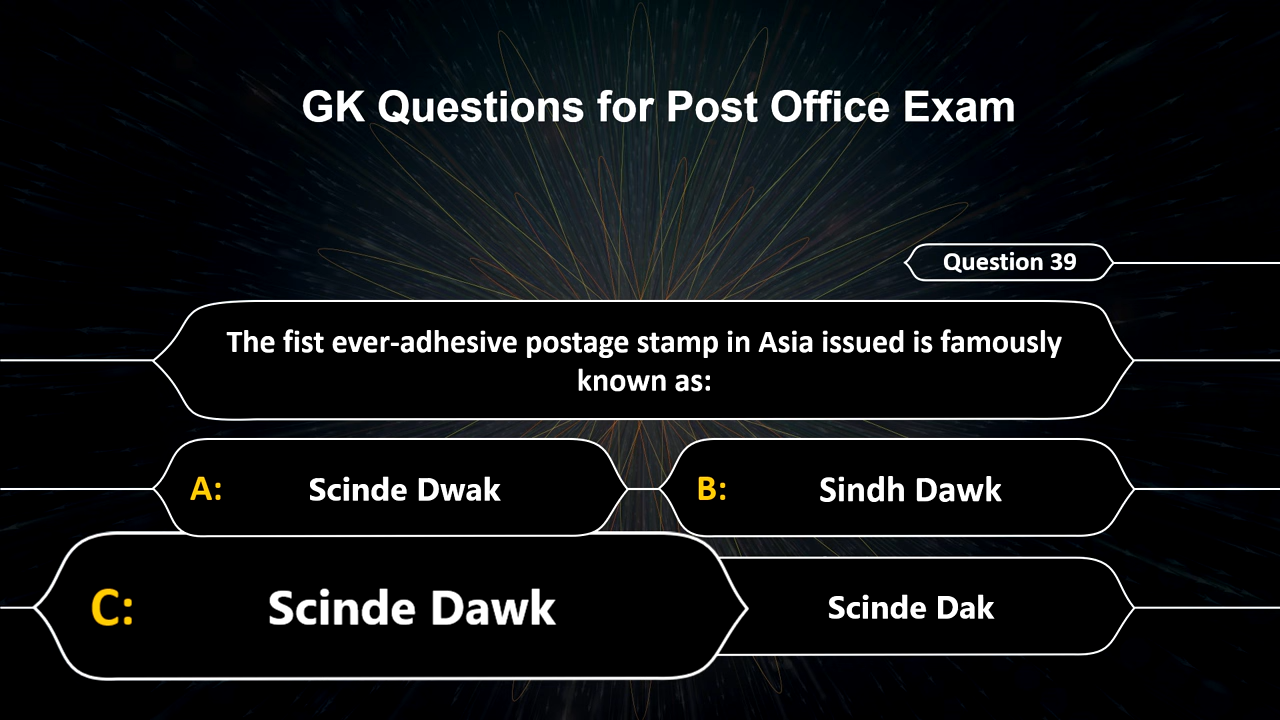 GK Questions for Post Office Exam
Question 39
The fist ever-adhesive postage stamp in Asia issued is famously
known as:
A: Scinde Dwak
B: Sindh Dawk
C: Scinde Dawk
Scinde Dak